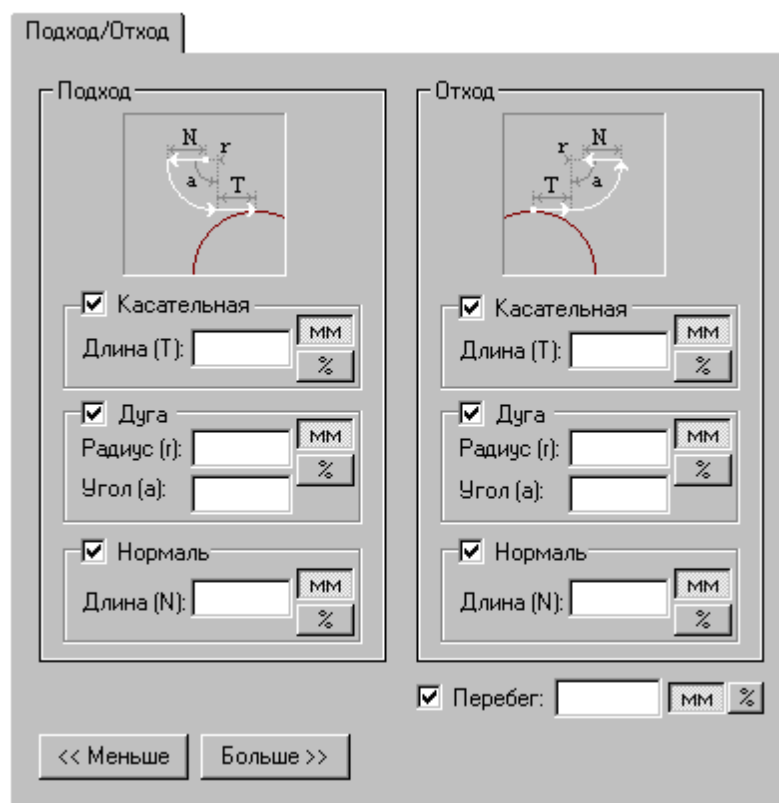 Подход/Отход
Подход
N
r
a
T
Касательная
Длина (T):
мм
%
Дуга
Радиус (r):
мм
%
Угол (a):
Нормаль
Длина (N):
мм
%
Отход
N
r
a
T
Касательная
Длина (T):
мм
%
Дуга
Радиус (r):
мм
%
Угол (a):
Нормаль
Длина (N):
мм
%
Перебег:
мм
%
<< Меньше
Больше >>